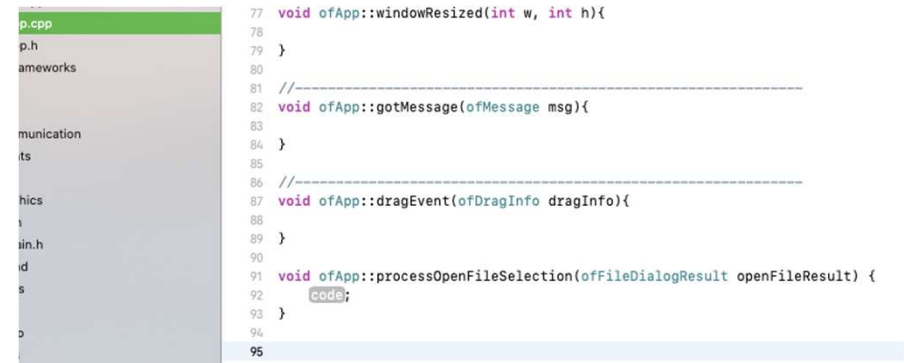 p.cpp
p.h
ameworks
munication
ts
hics
ain.h
d
s
77 void ofApp::windowResized(int w, int h){
78
79 }
80
81 //--------------------------------------------------------------
82 void ofApp::gotMessage(ofMessage msg){
83
84 }
85
86 //--------------------------------------------------------------
87 void ofApp::dragEvent(ofDragInfo dragInfo){
88
89 }
90
91 void ofApp::processOpenFileSelection(ofFileDialogResult openFileResult) {
92 code;
93 }
94
95